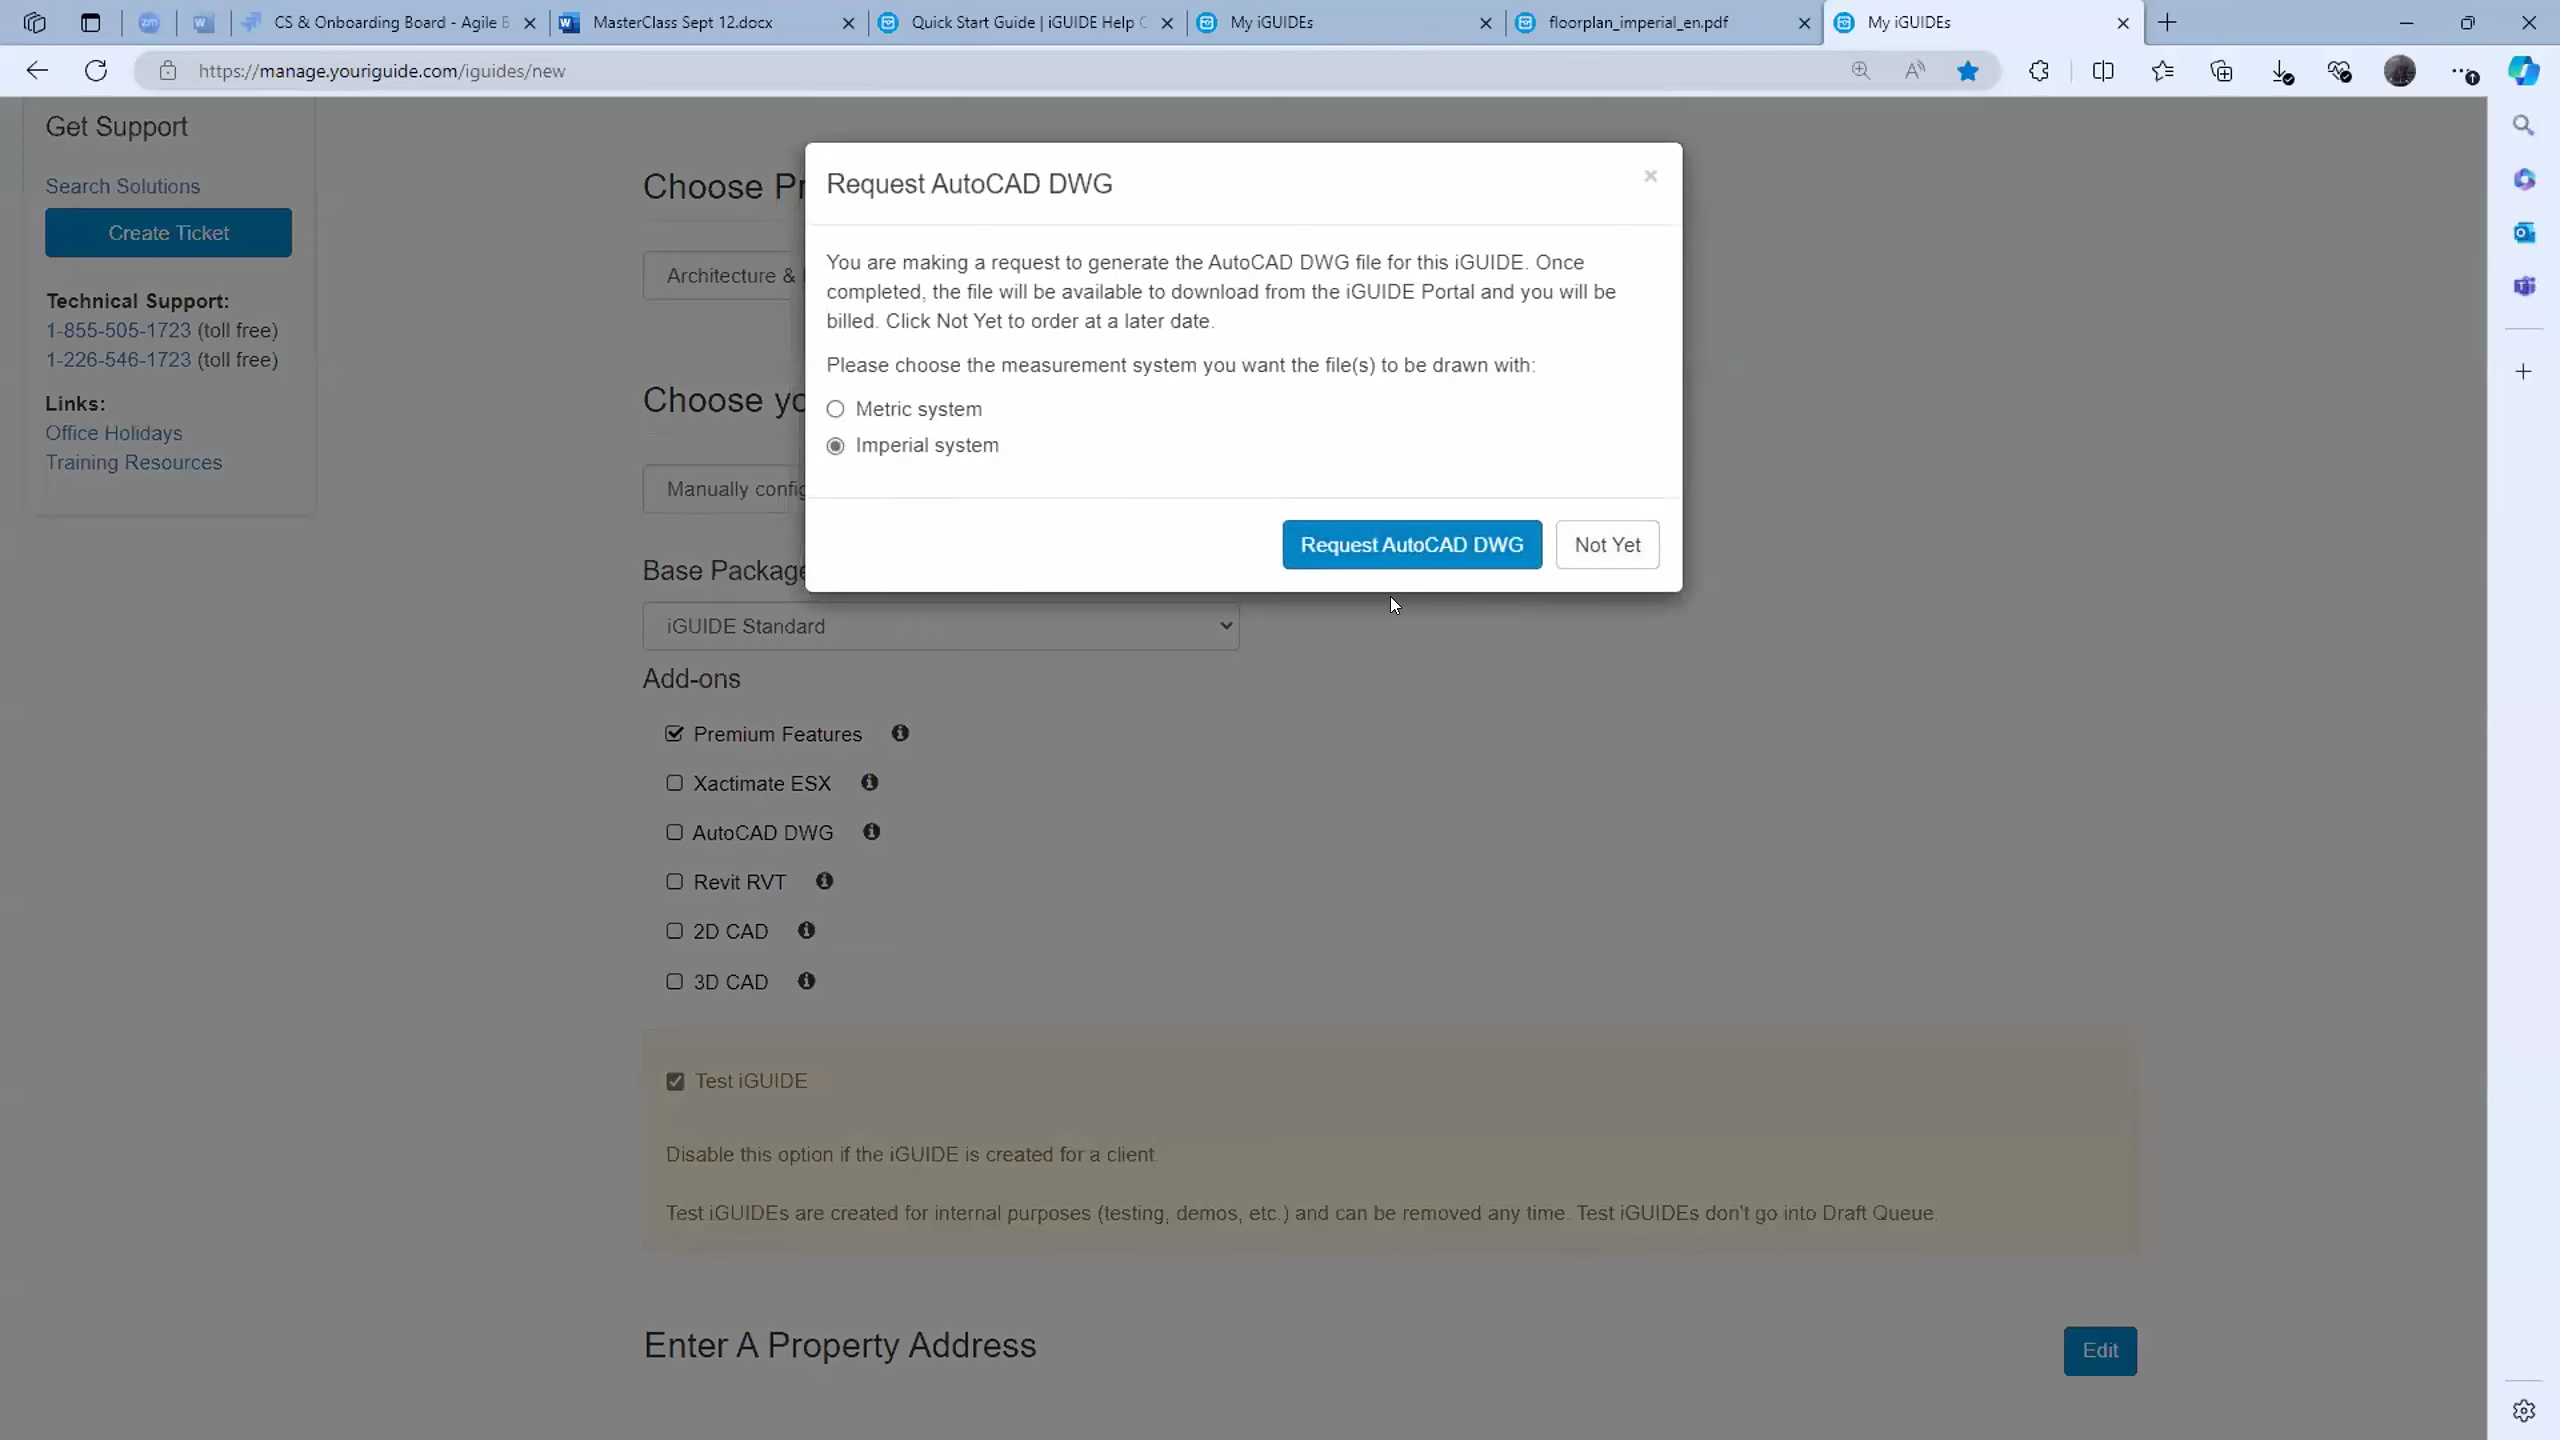 CS & Onboarding Board - Agile B
MasterClass Sept 12.docx
Quick Start Guide | iGUIDE Help C
My iGUIDEs
floorplan_imperial_en.pdf
My iGUIDEs
https://manage.youriguide.com/iguides/new
Get Support
Search Solutions
Create Ticket
Technical Support:
1-855-505-1723 (toll free)
1-226-546-1723 (toll free)
Links:
Office Holidays
Training Resources
Choose Pr
Architecture &
Choose yo
Manually config
Base Package
iGUIDE Standard
Request AutoCAD DWG
×
You are making a request to generate the AutoCAD DWG file for this iGUIDE. Once
completed, the file will be available to download from the iGUIDE Portal and you will be
billed. Click Not Yet to order at a later date.
Please choose the measurement system you want the file(s) to be drawn with:
Metric system
Imperial system
Request AutoCAD DWG
Not Yet
Add-ons
Premium Features
Xactimate ESX
AutoCAD DWG
Revit RVT
2D CAD
3D CAD
Test iGUIDE
Disable this option if the iGUIDE is created for a client.
Test iGUIDEs are created for internal purposes (testing, demos, etc.) and can be removed any time. Test iGUIDEs don't go into Draft Queue.
Enter A Property Address
Edit